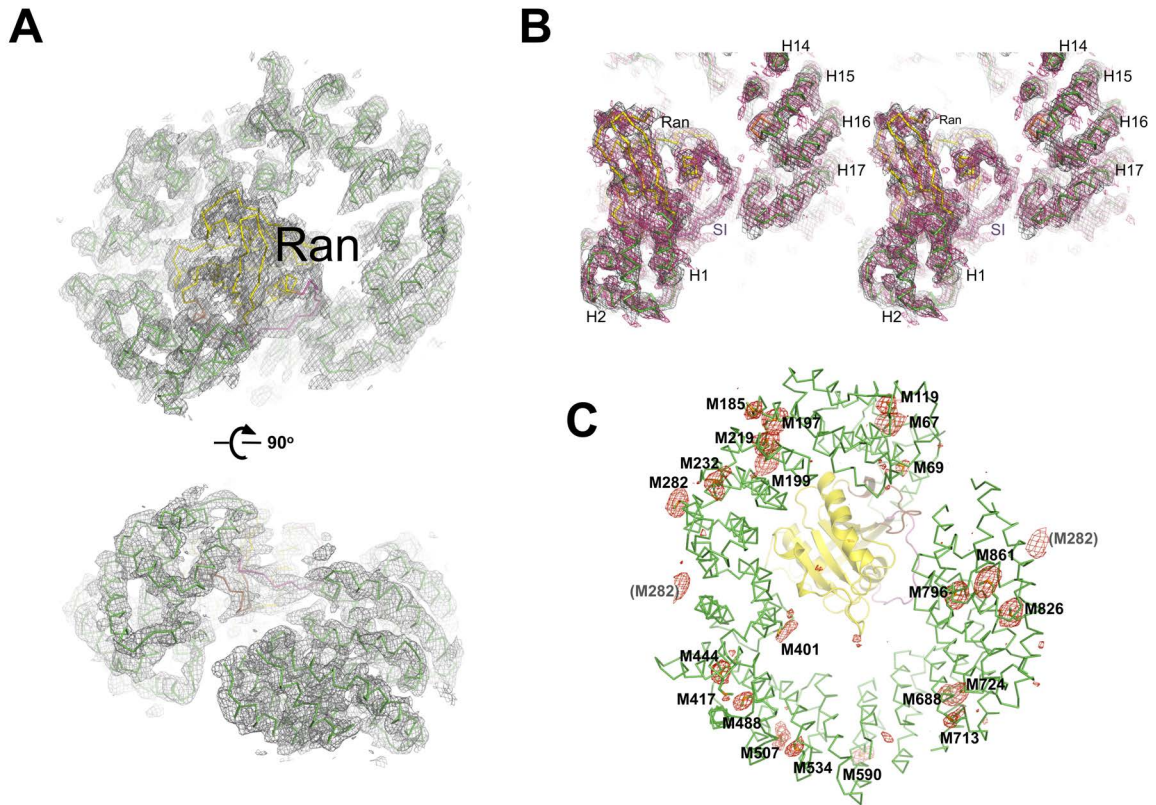 A
Ran
90º
B
H14
H15
H16
H17
Ran
SI
H1
H2
H14
H15
H16
H17
Ran
SI
H1
H2
C
M185
M197
M219
M232
M199
M282
(M282)
M119
M67
M69
(M282)
M861
M796
M826
M401
M444
M417
M488
M507
M534
M590
M688
M724
M713